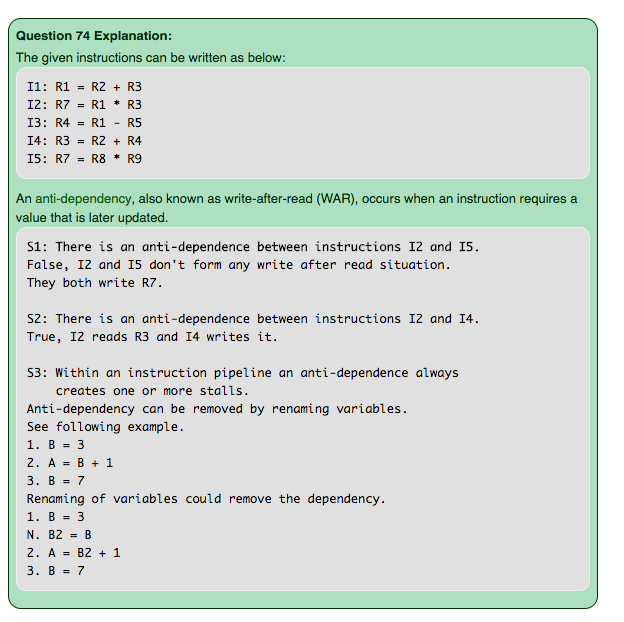 Question 74 Explanation:
The given instructions can be written as below:
I1: R1 = R2 + R3
I2: R7 = R1 * R3
I3: R4 = R1 - R5
I4: R3 = R2 + R4
I5: R7 = R8 * R9
An anti-dependency, also known as write-after-read (WAR), occurs when an instruction requires a
value that is later updated.
S1: There is an anti-dependence between instructions I2 and I5.
False, I2 and I5 don't form any write after read situation.
They both write R7.
S2: There is an anti-dependence between instructions I2 and I4.
True, I2 reads R3 and I4 writes it.
S3: Within an instruction pipeline an anti-dependence always
creates one or more stalls.
Anti-dependency can be removed by renaming variables.
See following example.
1. B = 3
2. A = B + 1
3. B = 7
Renaming of variables could remove the dependency.
1. B = 3
N. B2 = B
2. A = B2 + 1
3. B = 7